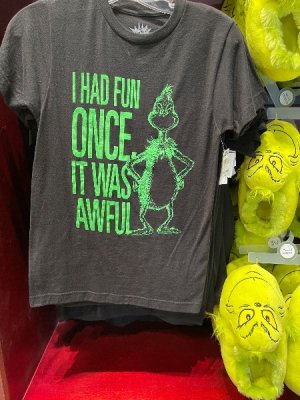 I HAD FUN
ONCE
IT WAS
AWFUL